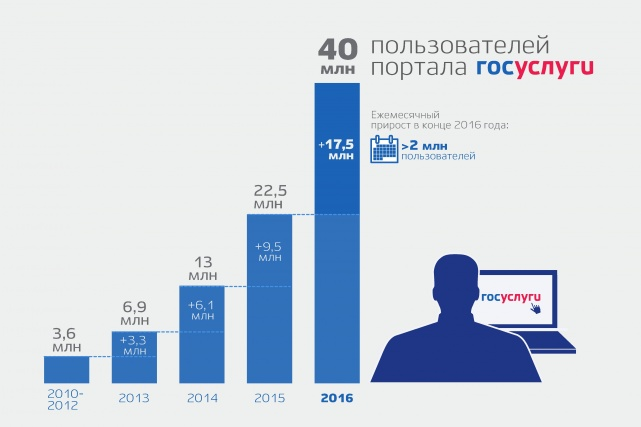 40
млн
пользователей
портала госуслуги
Ежемесячный
прирост в конце 2016 года:
>2 млн
пользователей
+17,5
млн
22,5
млн
+9,5
млн
13
млн
+6,1
млн
6,9
млн
+3,3
млн
3,6
млн
госуслуги
2010-
2012
2013
2014
2015
2016